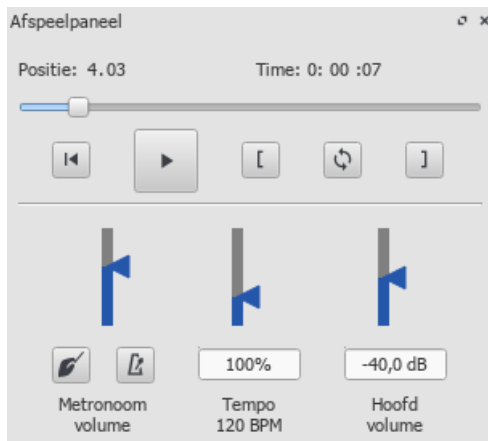 Afspeelpaneel
Positie: 4.03 Time: 0: 00 :07
[ ]
100% -40,0 dB
Metronoom volume Tempo 120 BPM Hoofd volume